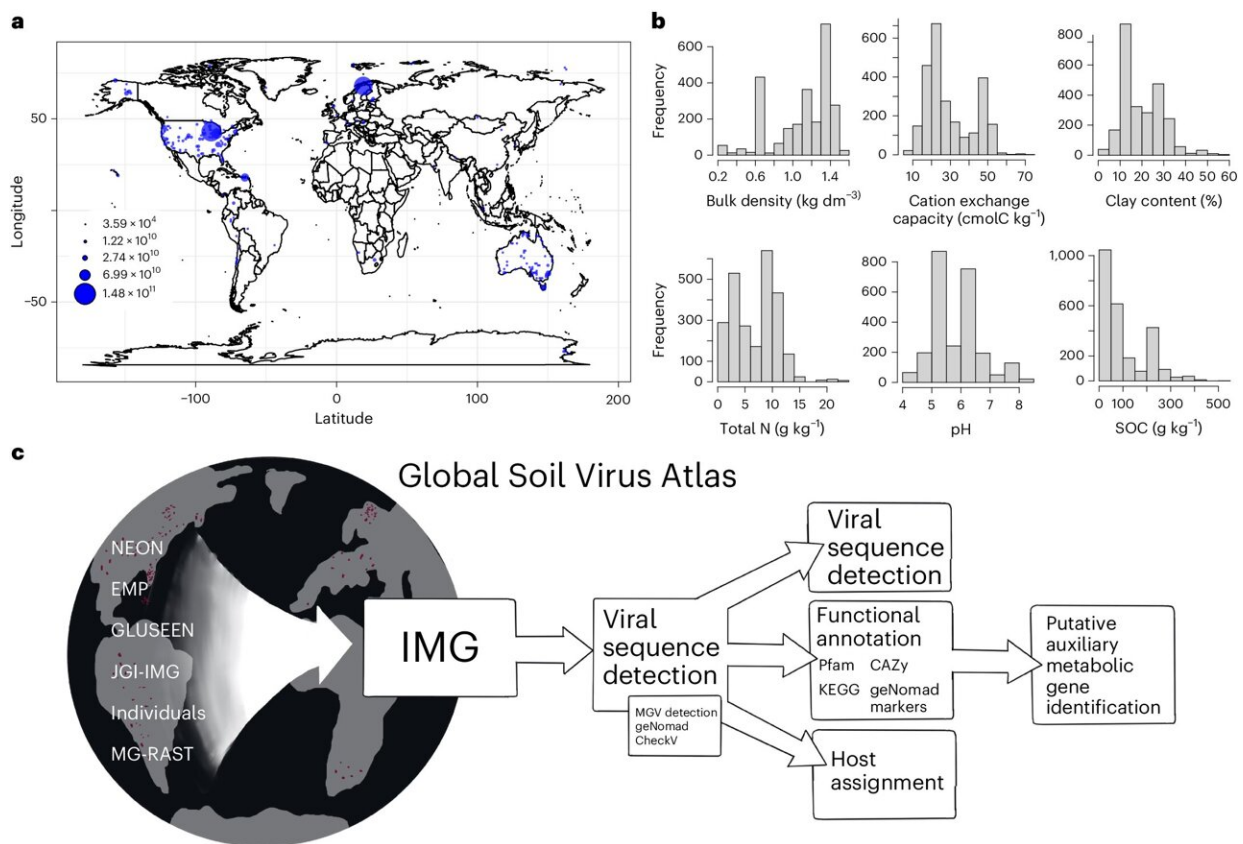 a
Longitude
50
0
−50
3.59 × 10⁴
1.22 × 10¹⁰
2.74 × 10¹⁰
6.99 × 10¹⁰
1.48 × 10¹¹
−100
0
100
200
Latitude
b
Frequency
600
400
200
0
0.2
0.6
1.0
1.4
Bulk density (kg dm⁻³)
600
400
200
0
10
30
50
70
Cation exchange
capacity (cmolC kg⁻¹)
800
600
400
200
0
0 10 20 30 40 50 60
Clay content (%)
Frequency
500
300
100
0
0 5 10 15 20
Total N (g kg⁻¹)
800
600
400
200
0
4 5 6 7 8
pH
1,000
800
600
400
200
0
0 200 500
SOC (g kg⁻¹)
c
Global Soil Virus Atlas
NEON
EMP
GLUSEEN
JGI-IMG
Individuals
MG-RAST
IMG
Viral
sequence
detection
MGV detection
geNomad
CheckV
Viral
sequence
detection
Functional
annotation
Pfam CAZy
KEGG geNomad
markers
Host
assignment
Putative
auxiliary
metabolic
gene
identification